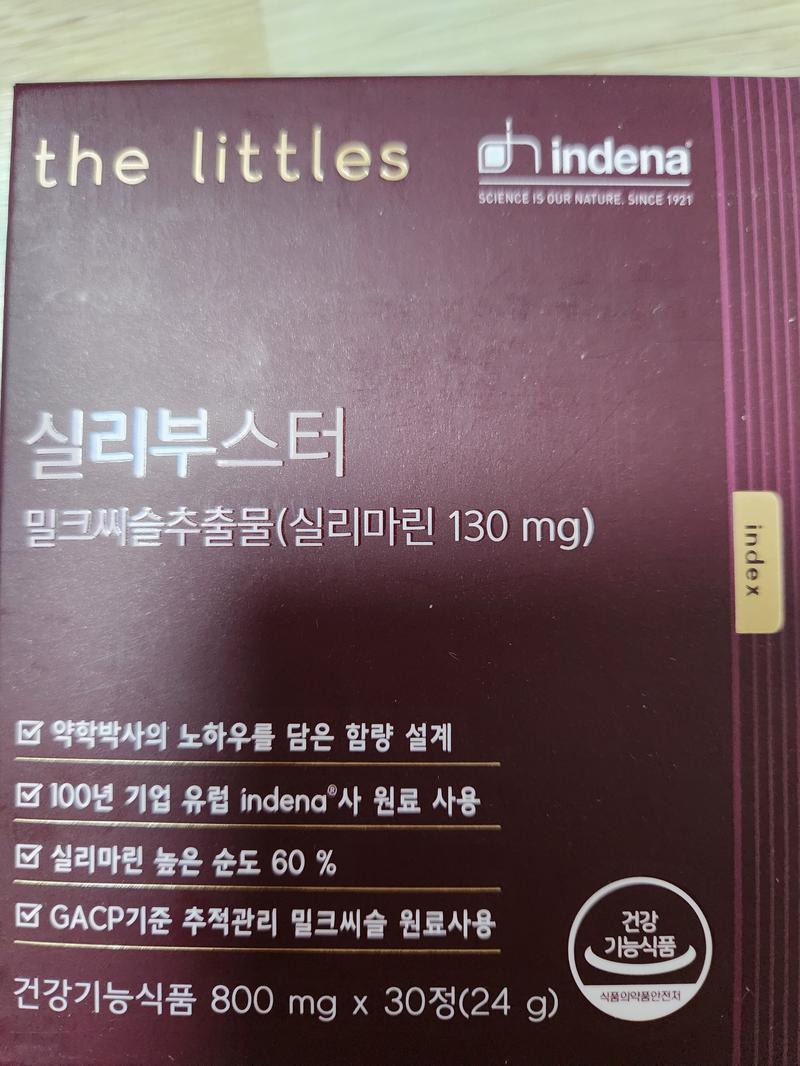 the littles
indena®
SCIENCE IS OUR NATURE. SINCE 1921
실리부스터
밀크씨슬추출물(실리마린 130 mg)
index
약학박사의 노하우를 담은 함량 설계
100년 기업 유럽 indena®사 원료 사용
실리마린 높은 순도 60 %
GACP기준 추적관리 밀크씨슬 원료사용
건강
기능식품
식품의약품안전처
건강기능식품 800 mg x 30정(24 g)